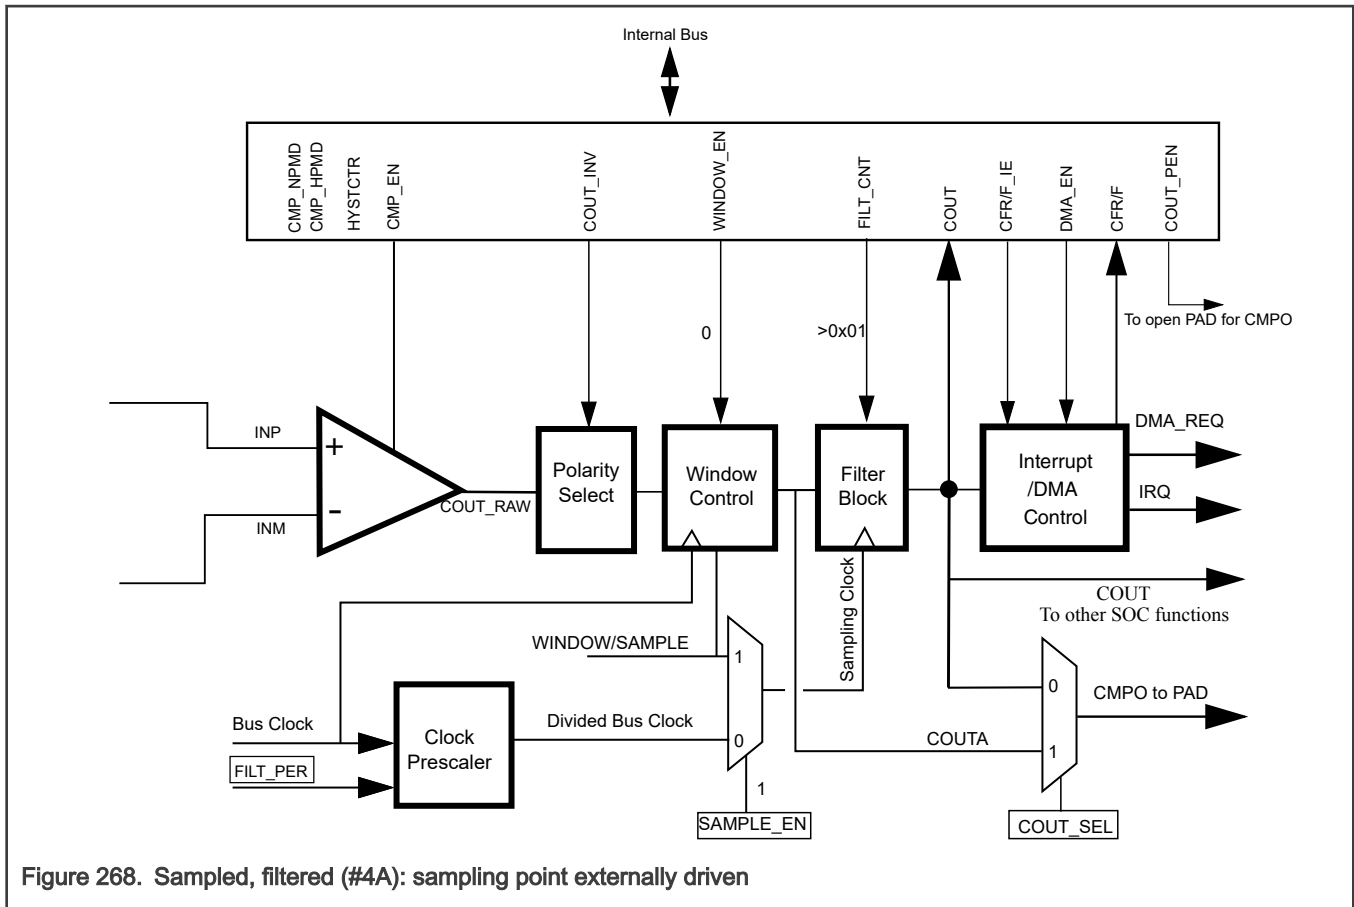 Internal Bus
CMP_NPMD
CMP_HPMD
HYSTCTR
CMP_EN
COUT_INV
WINDOW_EN
FILT_CNT
COUT
CFR/F_IE
DMA_EN
CFR/F
COUT_PEN
To open PAD for CMPO
0
>0x01
INP
+
INM
-
COUT_RAW
Polarity
Select
Window
Control
Filter
Block
Interrupt
/DMA
Control
DMA_REQ
IRQ
COUT
To other SOC functions
WINDOW/SAMPLE
1
Sampling Clock
0
CMPO to PAD
Bus Clock
FILT_PER
Clock
Prescaler
Divided Bus Clock
0
COUTA
1
1
SAMPLE_EN
COUT_SEL
Figure 268. Sampled, filtered (#4A): sampling point externally driven